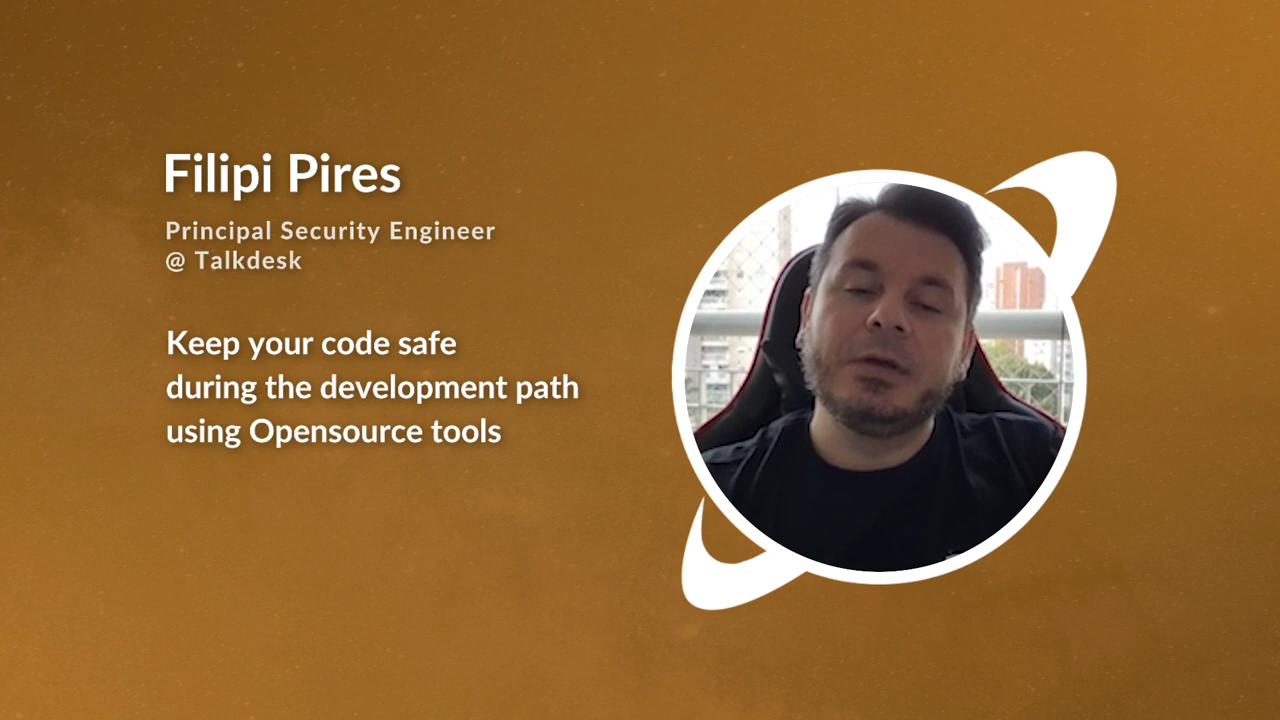 Filipi Pires
Principal Security Engineer
@ Talkdesk
Keep your code safe
during the development path
using Opensource tools